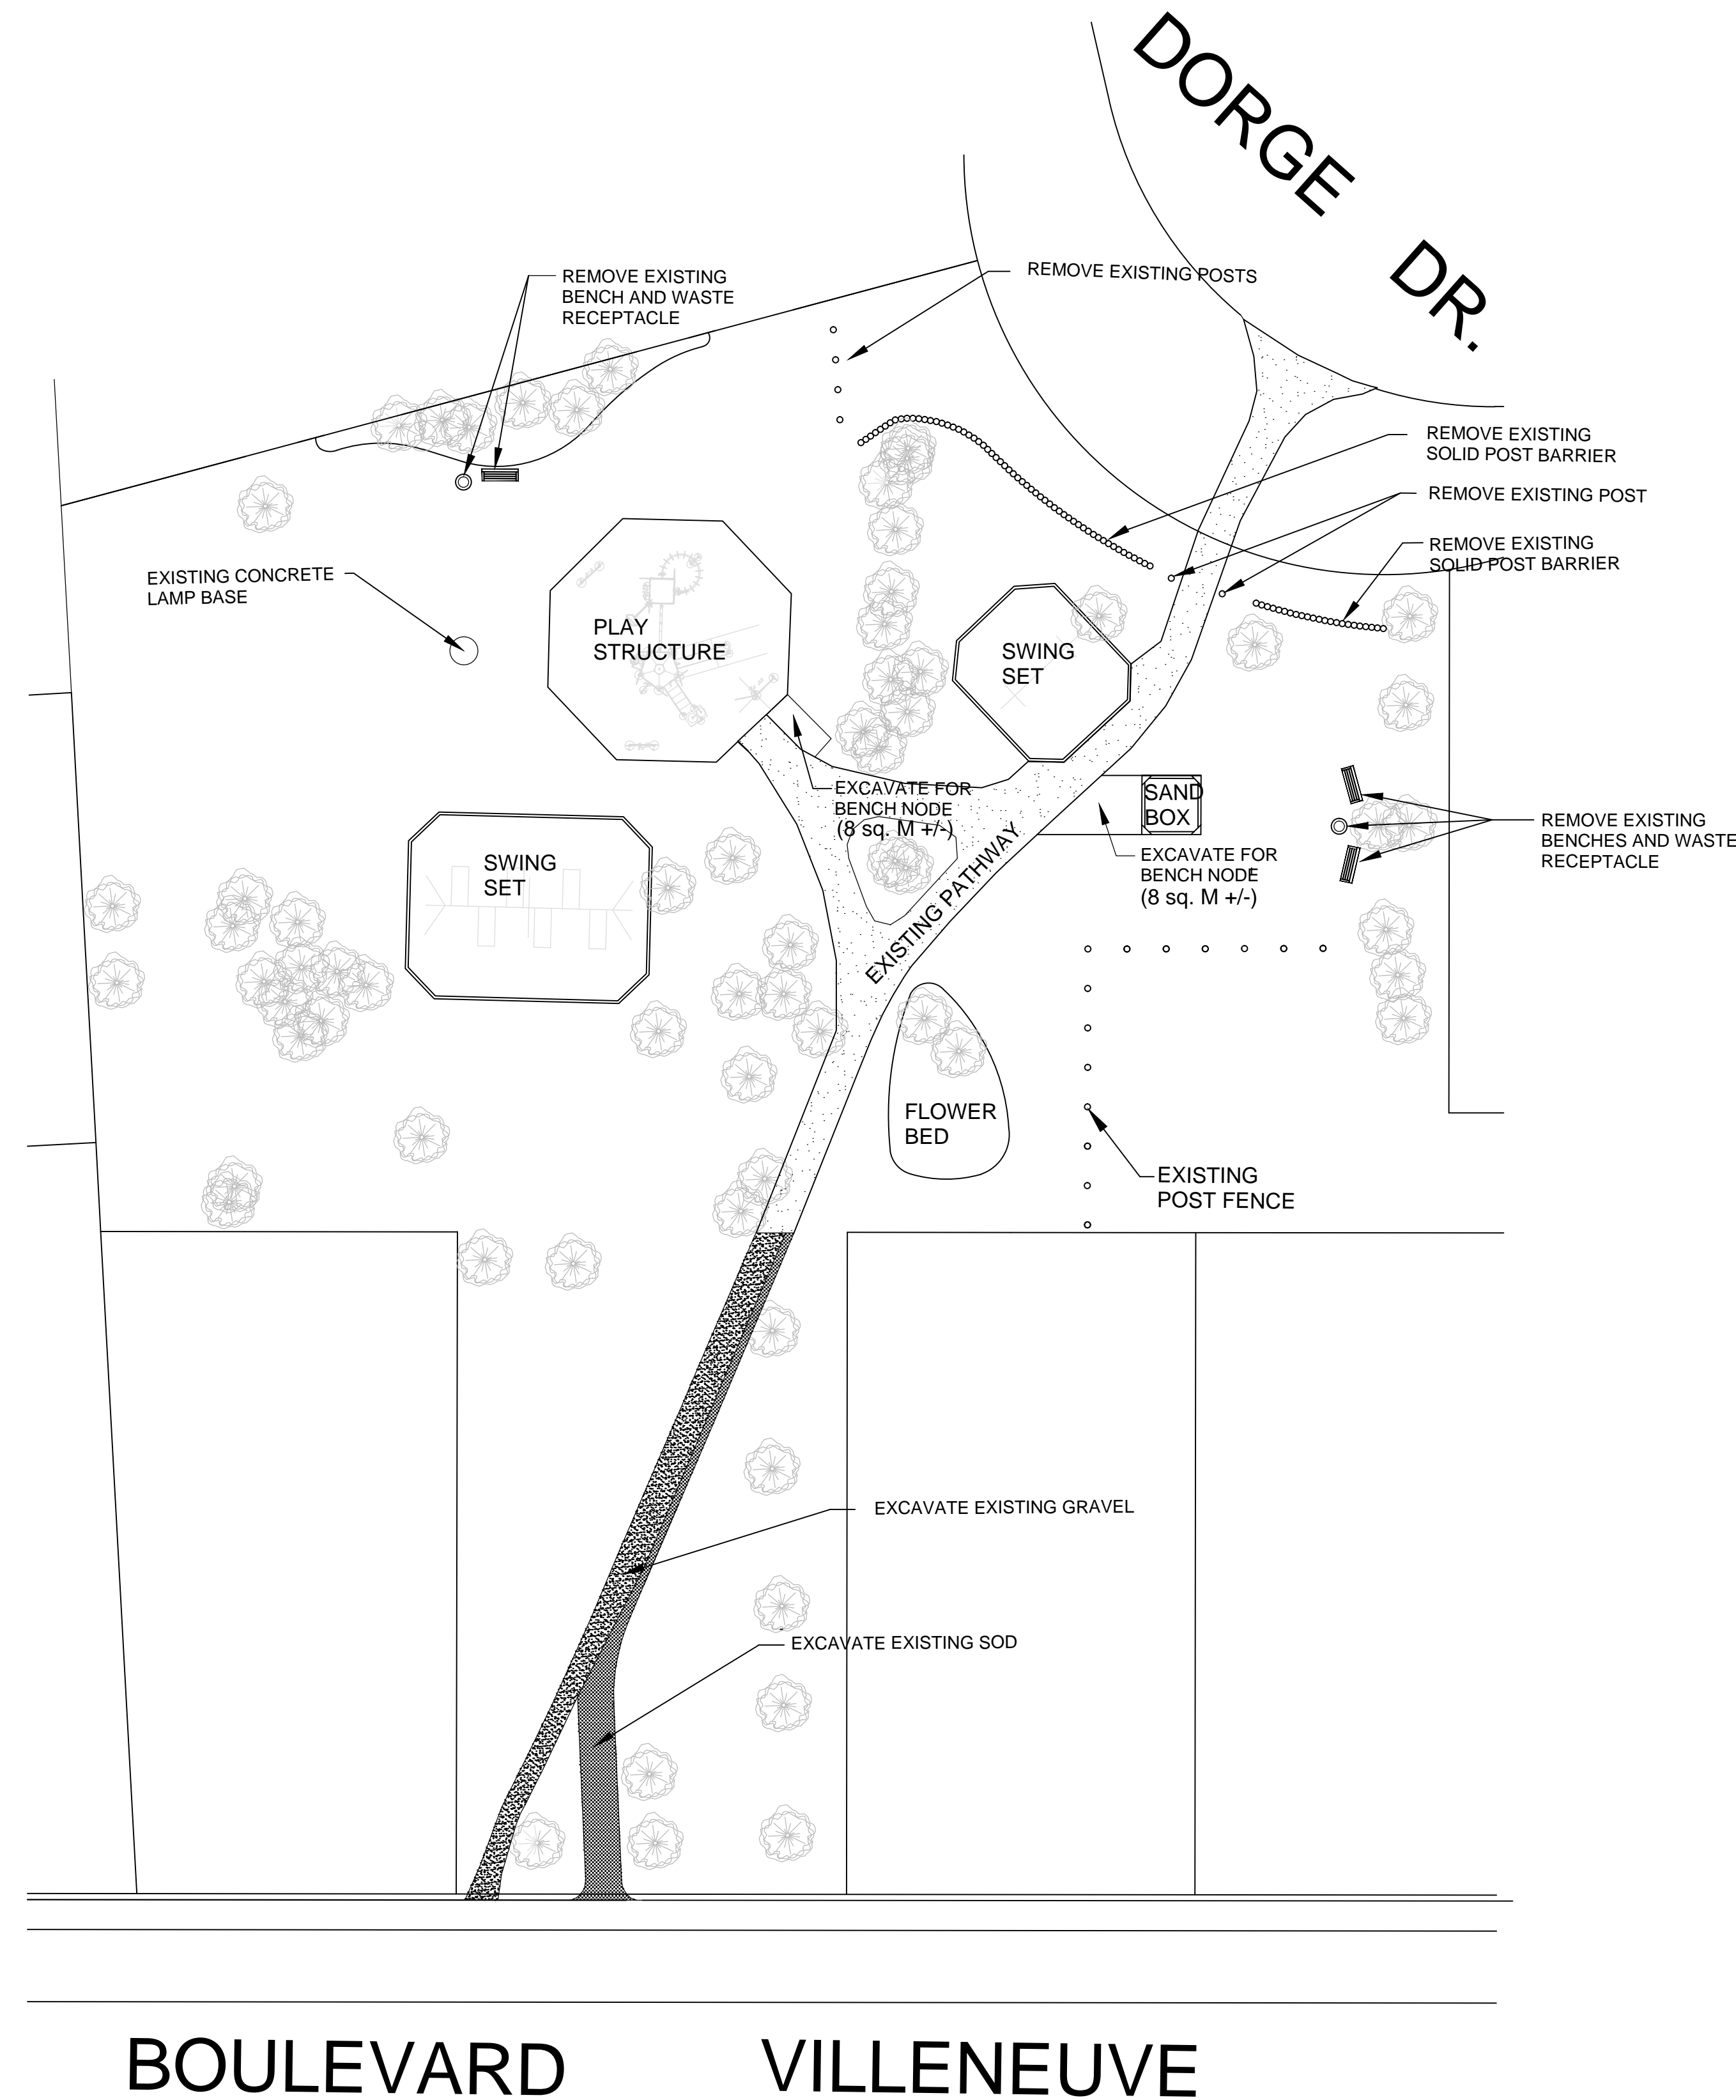 DORGE DR.
REMOVE EXISTING
BENCH AND WASTE
RECEPTACLE
REMOVE EXISTING POSTS
REMOVE EXISTING
SOLID POST BARRIER
REMOVE EXISTING POST
REMOVE EXISTING
SOLID POST BARRIER
EXISTING CONCRETE
LAMP BASE
PLAY
STRUCTURE
SWING
SET
EXCAVATE FOR
BENCH NODE
(8 sq. M +/-)
SAND
BOX
REMOVE EXISTING
BENCHES AND WASTE
RECEPTACLE
SWING
SET
EXCAVATE FOR
BENCH NODE
(8 sq. M +/-)
EXISTING PATHWAY
FLOWER
BED
EXISTING
POST FENCE
EXCAVATE EXISTING GRAVEL
EXCAVATE EXISTING SOD
BOULEVARD VILLENEUVE